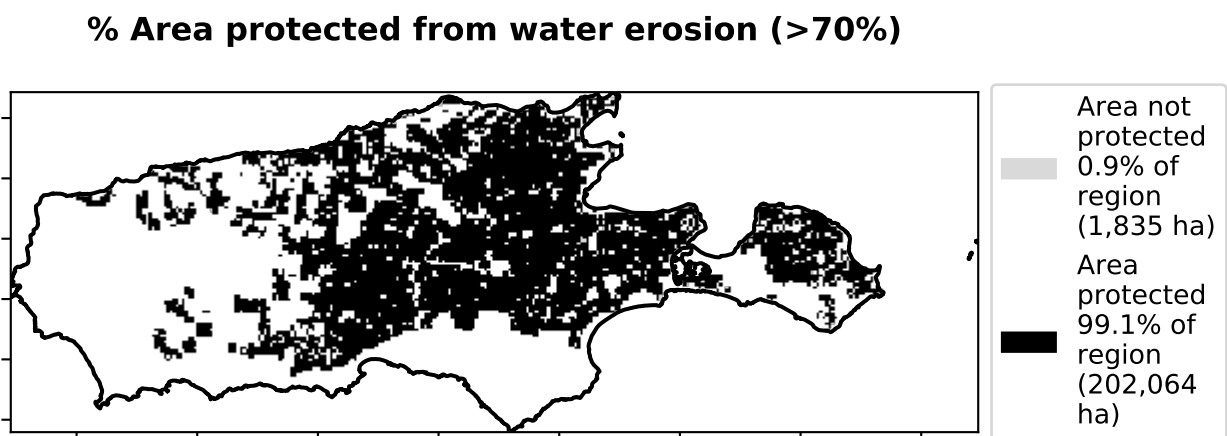 % Area protected from water erosion (>70%)
Area not
protected
0.9% of
region
(1,835 ha)
Area
protected
99.1% of
region
(202,064
ha)